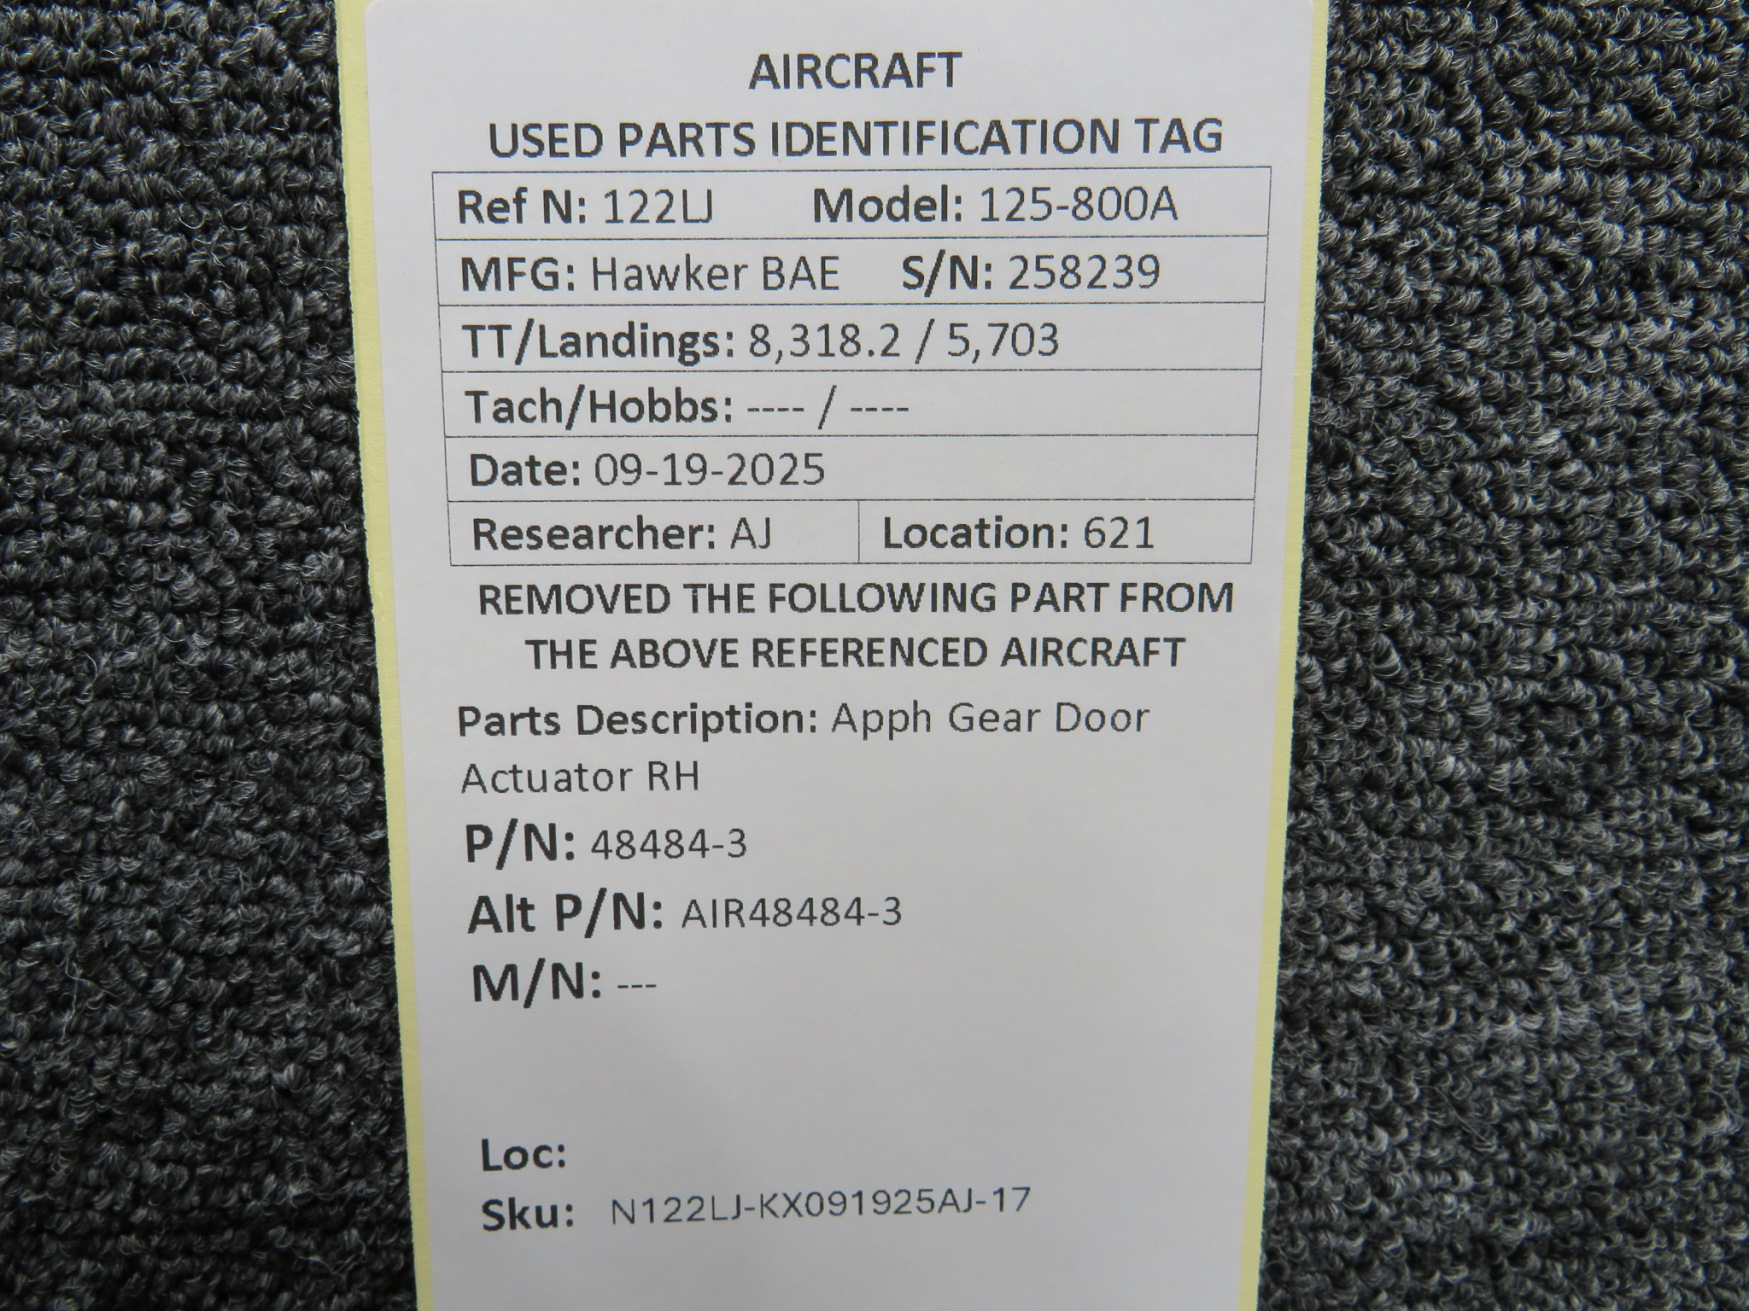 AIRCRAFT
USED PARTS IDENTIFICATION TAG
Ref N: 122LJ Model: 125-800A
MFG: Hawker BAE S/N: 258239
TT/Landings: 8,318.2 / 5,703
Tach/Hobbs: ---- / ----
Date: 09-19-2025
Researcher: AJ Location: 621
REMOVED THE FOLLOWING PART FROM
THE ABOVE REFERENCED AIRCRAFT
Parts Description: Apph Gear Door
Actuator RH
P/N: 48484-3
Alt P/N: AIR48484-3
M/N: ---
Loc:
Sku: N122LJ-KX091925AJ-17